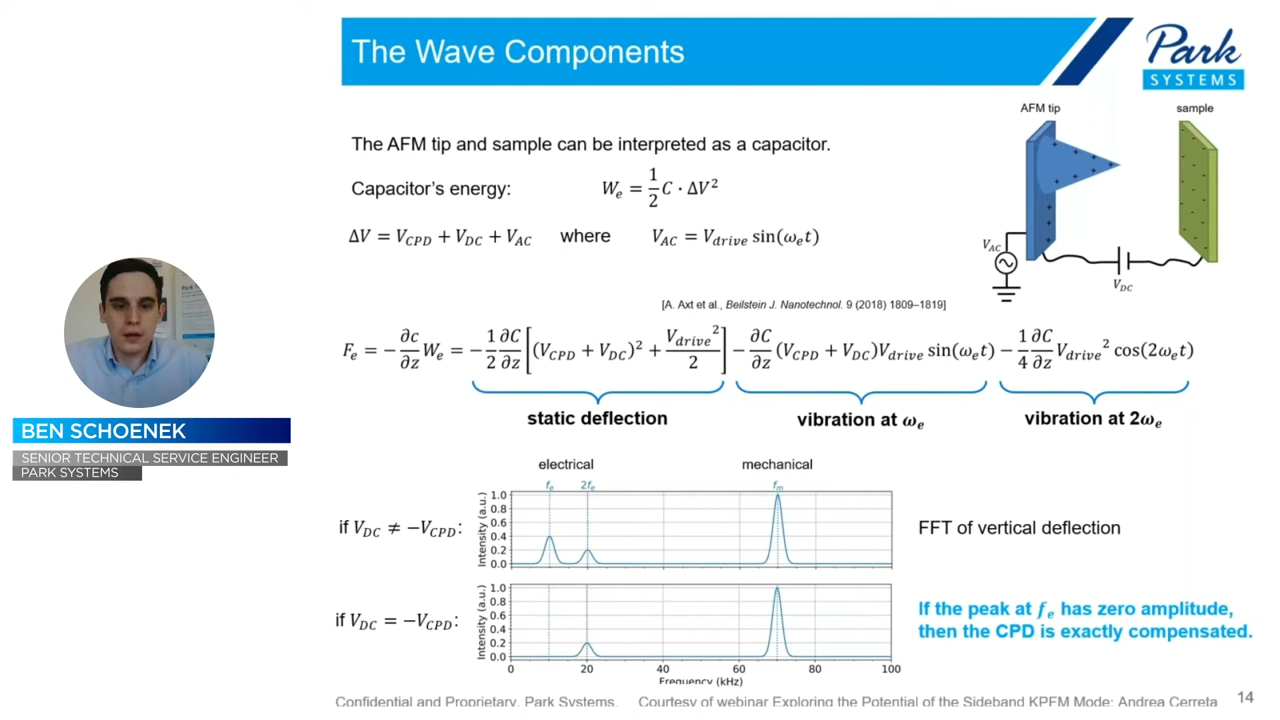 The Wave Components
Park
SYSTEMS
AFM tip
sample
The AFM tip and sample can be interpreted as a capacitor.
Capacitor's energy: W_e = 1/2 C · ΔV²
ΔV = V_CPD + V_DC + V_AC where V_AC = V_drive sin(ω_e t)
V_AC
V_DC
[A. Axt et al., Beilstein J. Nanotechnol. 9 (2018) 1809–1819]
F_e = − ∂c/∂z W_e = − 1/2 ∂C/∂z [(V_CPD + V_DC)² + V_drive²/2] − ∂C/∂z (V_CPD + V_DC)V_drive sin(ω_e t) − 1/4 ∂C/∂z V_drive² cos(2ω_e t)
static deflection
vibration at ω_e
vibration at 2ω_e
BEN SCHOENEK
SENIOR TECHNICAL SERVICE ENGINEER
PARK SYSTEMS
electrical
mechanical
f_e 2f_e f_m
if V_DC ≠ −V_CPD:
Intensity (a.u.)
1.0
0.8
0.6
0.4
0.2
0.0
FFT of vertical deflection
if V_DC = −V_CPD:
Intensity (a.u.)
1.0
0.8
0.6
0.4
0.2
0.0
0 20 40 60 80 100
Frequency (kHz)
If the peak at f_e has zero amplitude,
then the CPD is exactly compensated.
Confidential and Proprietary. Park Systems. Courtesy of webinar Exploring the Potential of the Sideband KPFM Mode: Andrea Cerreta 14